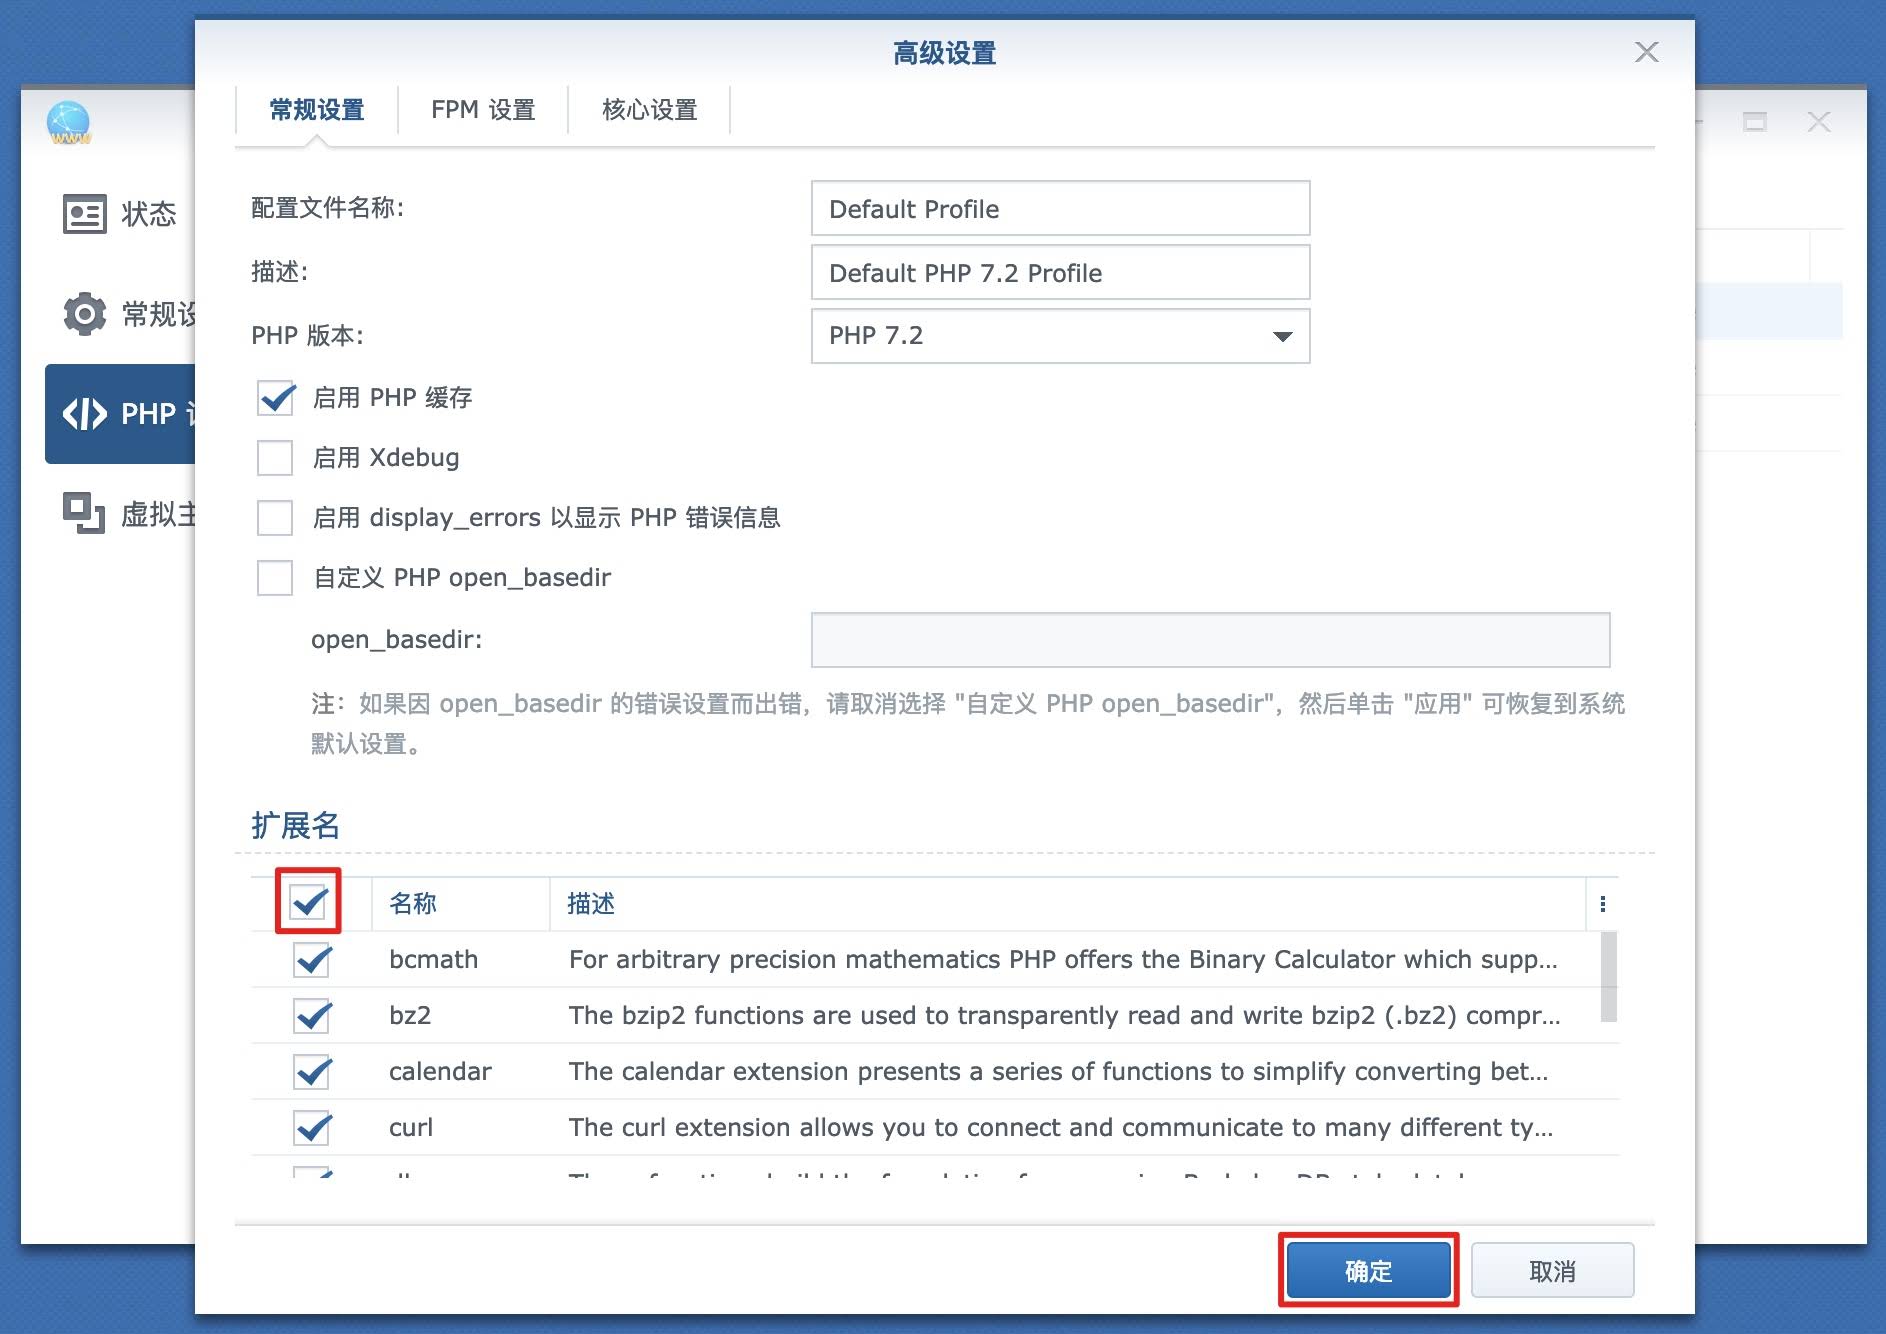 高级设置
常规设置
FPM 设置
核心设置
www
状态
常规设
PHP
虚拟主
配置文件名称:
Default Profile
描述:
Default PHP 7.2 Profile
PHP 版本:
PHP 7.2
启用 PHP 缓存
启用 Xdebug
启用 display_errors 以显示 PHP 错误信息
自定义 PHP open_basedir
open_basedir:
注：如果因 open_basedir 的错误设置而出错，请取消选择 "自定义 PHP open_basedir"，然后单击 "应用" 可恢复到系统
默认设置。
扩展名
名称
描述
bcmath
For arbitrary precision mathematics PHP offers the Binary Calculator which supp...
bz2
The bzip2 functions are used to transparently read and write bzip2 (.bz2) compr...
calendar
The calendar extension presents a series of functions to simplify converting bet...
curl
The curl extension allows you to connect and communicate to many different ty...
确定
取消